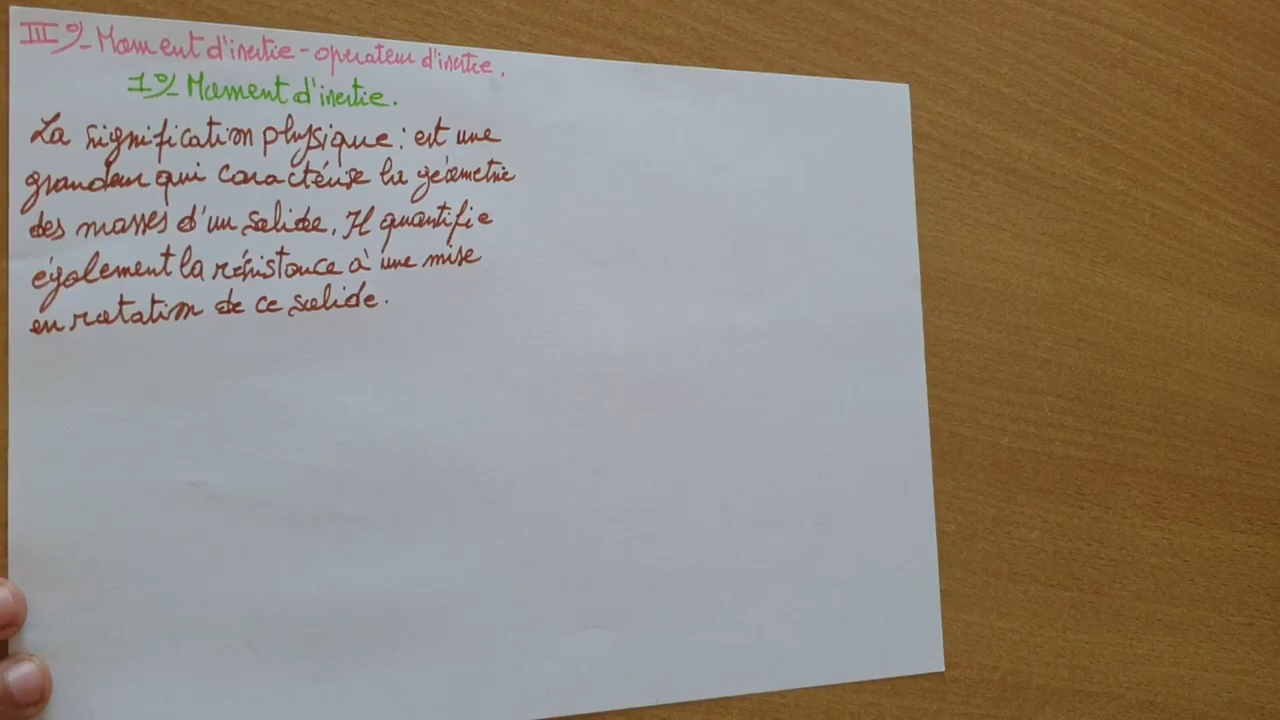 III°/- Moment d'inertie - operateur d'inertie.
1°/ Moment d'inertie.
La signification physique : est une
grandeur qui caractérise la géometrie
des masses d'un solide. Il quantifie
également la résistance à une mise
en rotation de ce solide.